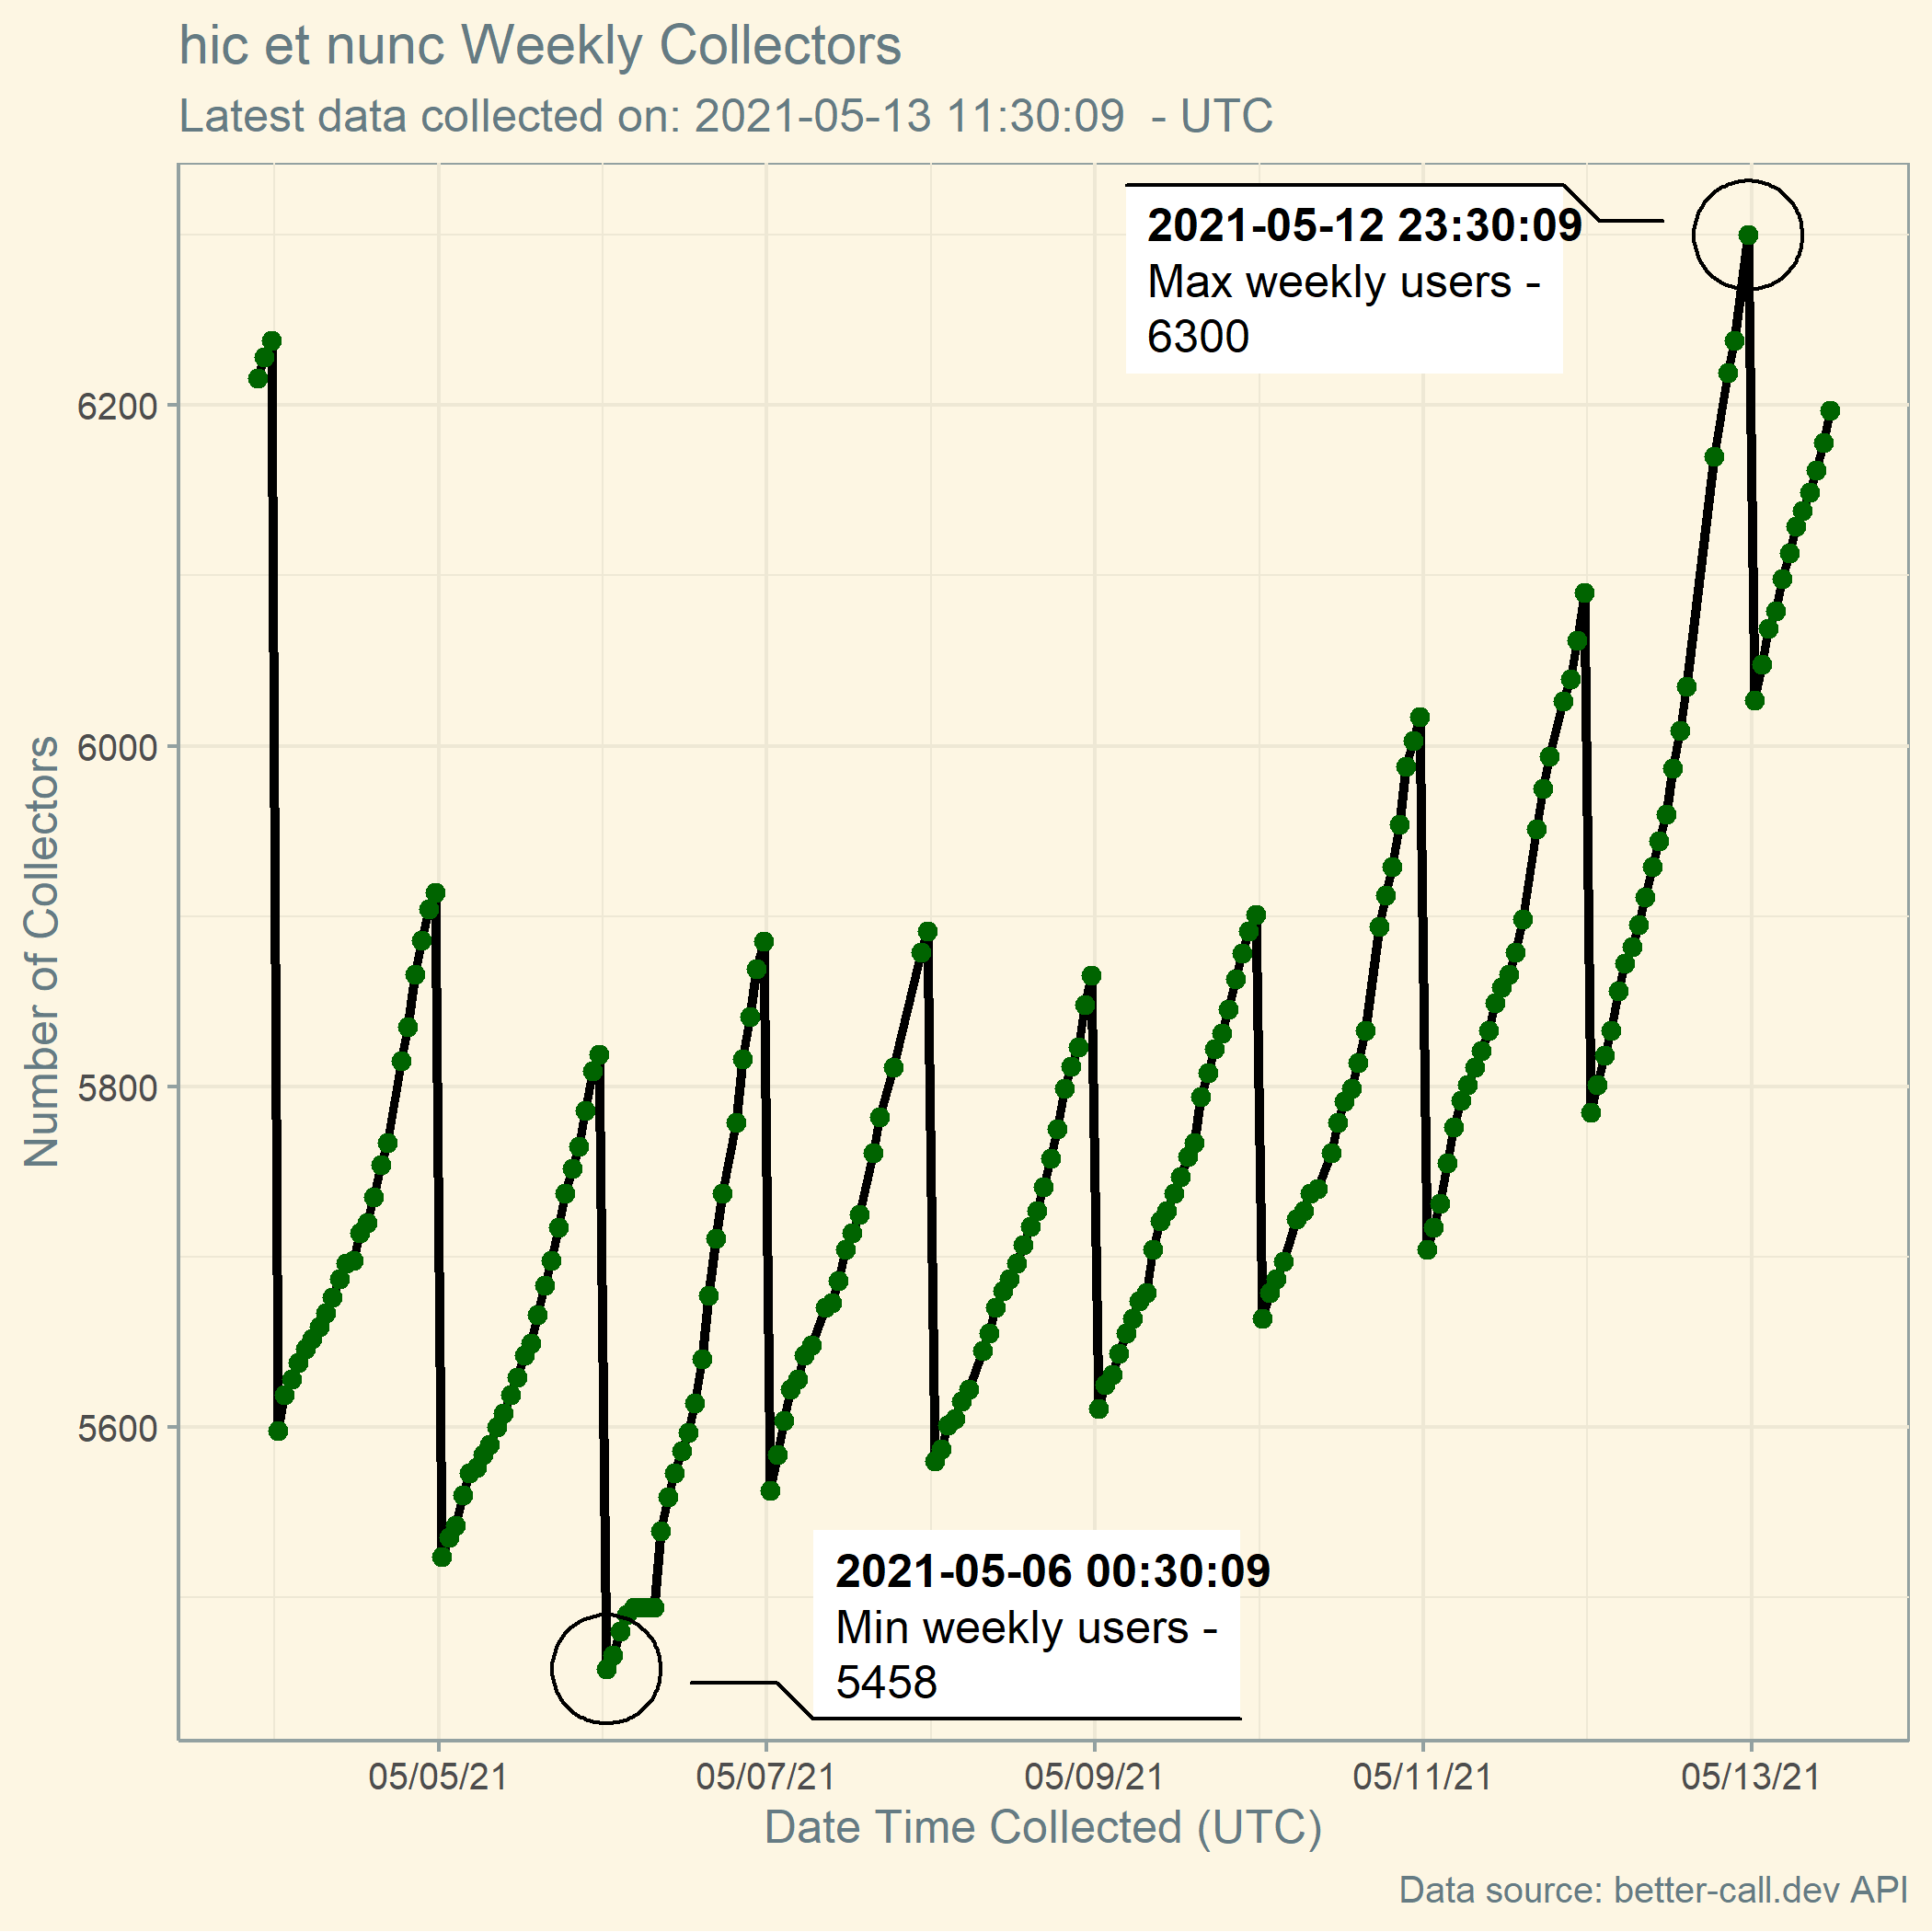 hic et nunc Weekly Collectors
Latest data collected on: 2021-05-13 11:30:09  - UTC
2021-05-12 23:30:09
Max weekly users -
6300
6200
6000
5800
5600
Number of Collectors
2021-05-06 00:30:09
Min weekly users -
5458
05/05/21 05/07/21 05/09/21 05/11/21 05/13/21
Date Time Collected (UTC)
Data source: better-call.dev API